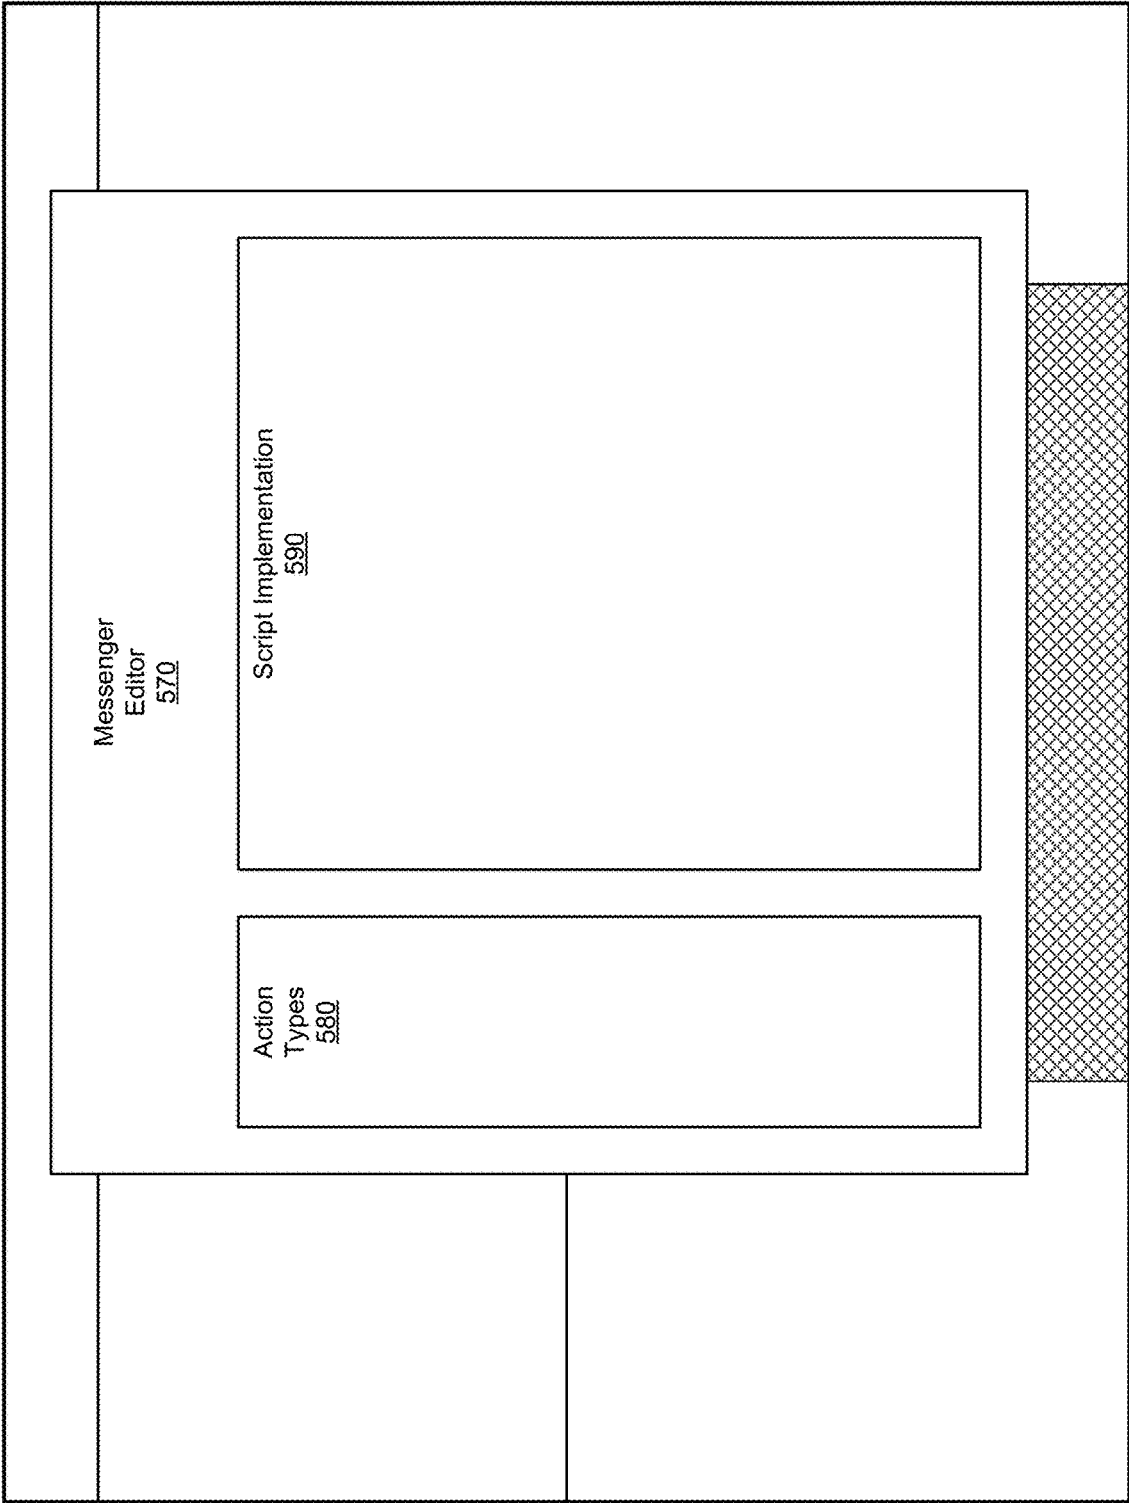 Messenger
Editor
570
Action
Types
580
Script Implementation
590